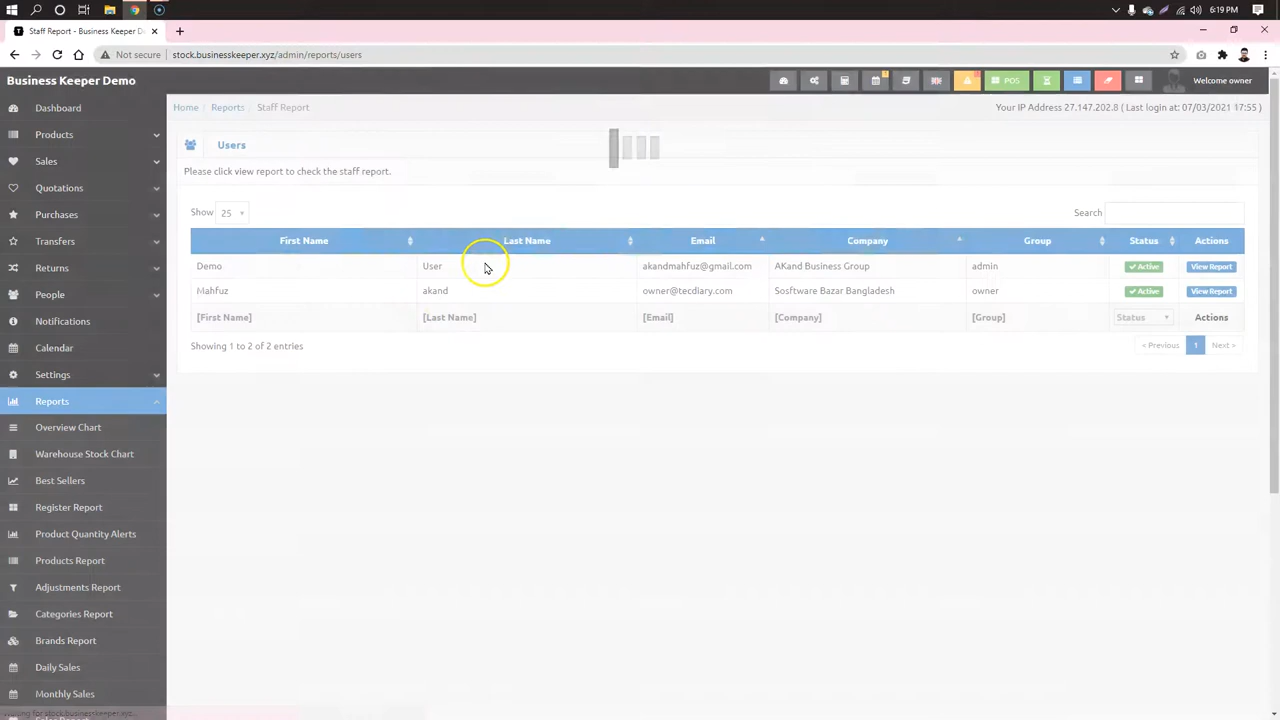 6:19 PM
Staff Report - Business Keeper D
Not secure stock.businesskeeper.xyz/admin/reports/users
Business Keeper Demo
POS
Welcome owner
Dashboard
Products
Sales
Quotations
Purchases
Transfers
Returns
People
Notifications
Calendar
Settings
Reports
Overview Chart
Warehouse Stock Chart
Best Sellers
Register Report
Product Quantity Alerts
Products Report
Adjustments Report
Categories Report
Brands Report
Daily Sales
Monthly Sales
Home / Reports / Staff Report
Your IP Address 27.147.202.8 ( Last login at: 07/03/2021 17:55 )
Users
Please click view report to check the staff report.
Show 25
Search
First Name Last Name Email Company Group Status Actions
Demo User akandmahfuz@gmail.com AKand Business Group admin Active View Report
Mahfuz akand owner@tecdiary.com Sosftware Bazar Bangladesh owner Active View Report
[First Name] [Last Name] [Email] [Company] [Group] Status Actions
Showing 1 to 2 of 2 entries
< Previous 1 Next >
Waiting for stock.businesskeeper.xyz...